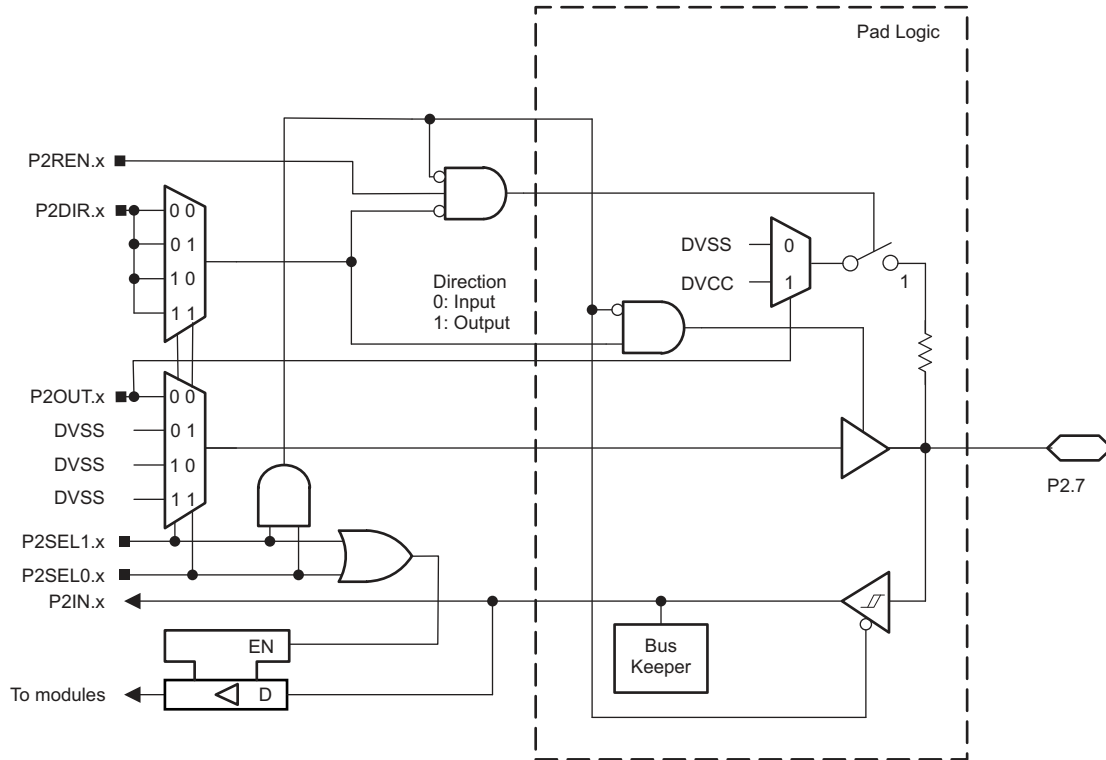 Pad Logic
P2REN.x
P2DIR.x
0 0
0 1
1 0
1 1
Direction
0: Input
1: Output
DVSS
0
DVCC
1
1
P2OUT.x
0 0
DVSS
0 1
DVSS
1 0
DVSS
1 1
P2.7
P2SEL1.x
P2SEL0.x
P2IN.x
EN
Bus
Keeper
To modules
D